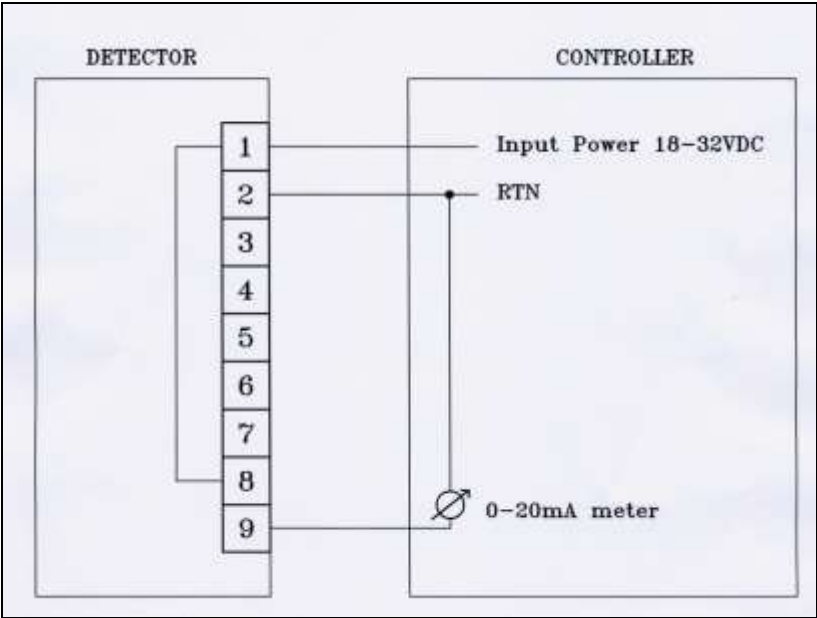 DETECTOR
CONTROLLER
1
Input Power 18-32VDC
2
RTN
3
4
5
6
7
8
0-20mA meter
9